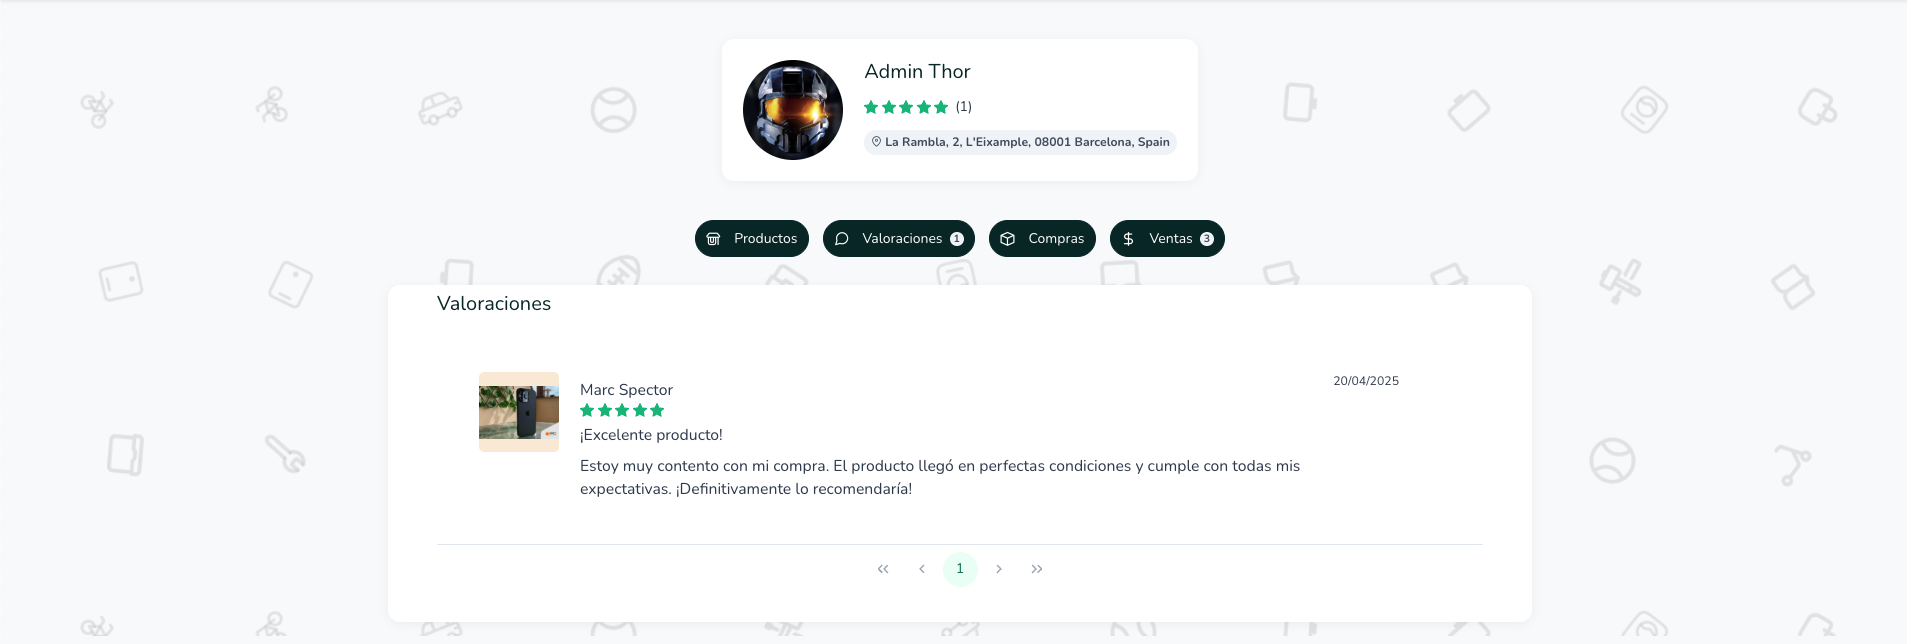 Admin Thor
(1)
La Rambla, 2, L'Eixample, 08001 Barcelona, Spain
Productos
Valoraciones 1
Compras
Ventas 3
Valoraciones
Marc Spector
20/04/2025
¡Excelente producto!
Estoy muy contento con mi compra. El producto llegó en perfectas condiciones y cumple con todas mis
expectativas. ¡Definitivamente lo recomendaría!
1